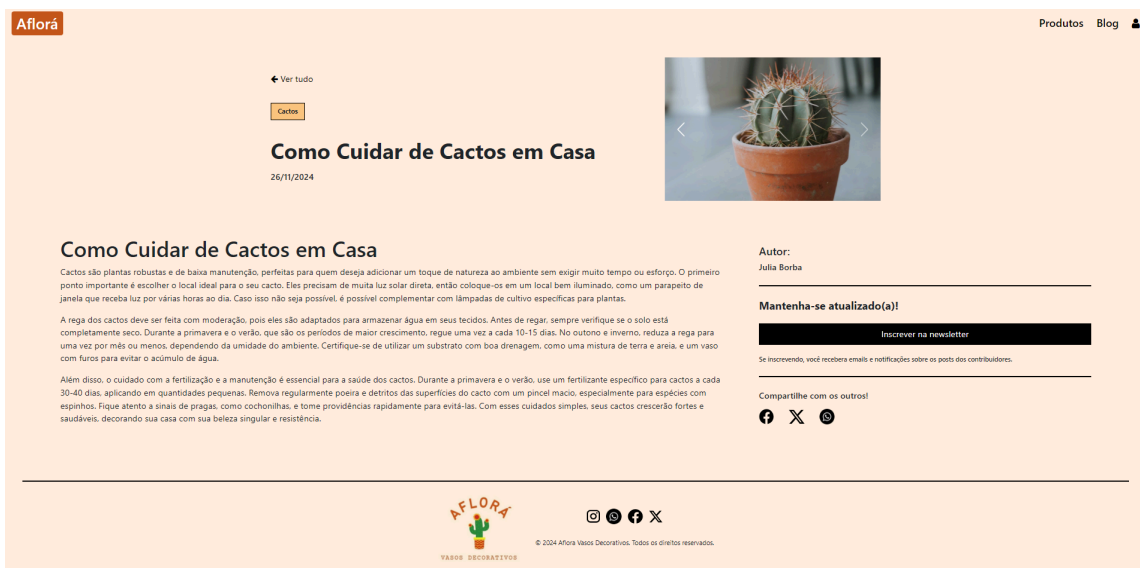 Aflorá
Produtos Blog
Ver tudo
Cactos
Como Cuidar de Cactos em Casa
26/11/2024
Como Cuidar de Cactos em Casa
Cactos são plantas robustas e de baixa manutenção, perfeitas para quem deseja adicionar um toque de natureza ao ambiente sem exigir muito tempo ou esforço. O primeiro
ponto importante é escolher o local ideal para o seu cacto. Eles precisam de muita luz solar direta, então coloque-os em um local bem iluminado, como um parapeito de
janela que receba luz por várias horas ao dia. Caso isso não seja possível, é possível complementar com lâmpadas de cultivo específicas para plantas.
A rega dos cactos deve ser feita com moderação, pois eles são adaptados para armazenar água em seus tecidos. Antes de regar, sempre verifique se o solo está
completamente seco. Durante a primavera e o verão, que são os períodos de maior crescimento, regue uma vez a cada 10-15 dias. No outono e inverno, reduza a rega para
uma vez por mês ou menos, dependendo da umidade do ambiente. Certifique-se de utilizar um substrato com boa drenagem, como uma mistura de terra e areia, e um vaso
com furos para evitar o acúmulo de água.
Além disso, o cuidado com a fertilização e a manutenção é essencial para a saúde dos cactos. Durante a primavera e o verão, use um fertilizante específico para cactos a cada
30-40 dias, aplicando em quantidades pequenas. Remova regularmente poeira e detritos das superfícies do cacto com um pincel macio, especialmente para espécies com
espinhos. Fique atento a sinais de pragas, como cochonilhas, e tome providências rapidamente para evitá-las. Com esses cuidados simples, seus cactos crescerão fortes e
saudáveis, decorando sua casa com sua beleza singular e resistência.
Autor:
Julia Borba
Mantenha-se atualizado(a)!
Inscrever na newsletter
Se inscrevendo, você recebera emails e notificações sobre os posts dos contribuidores.
Compartilhe com os outros!
AFLORÁ
VASOS DECORATIVOS
© 2024 Aflora Vasos Decorativos. Todos os direitos reservados.